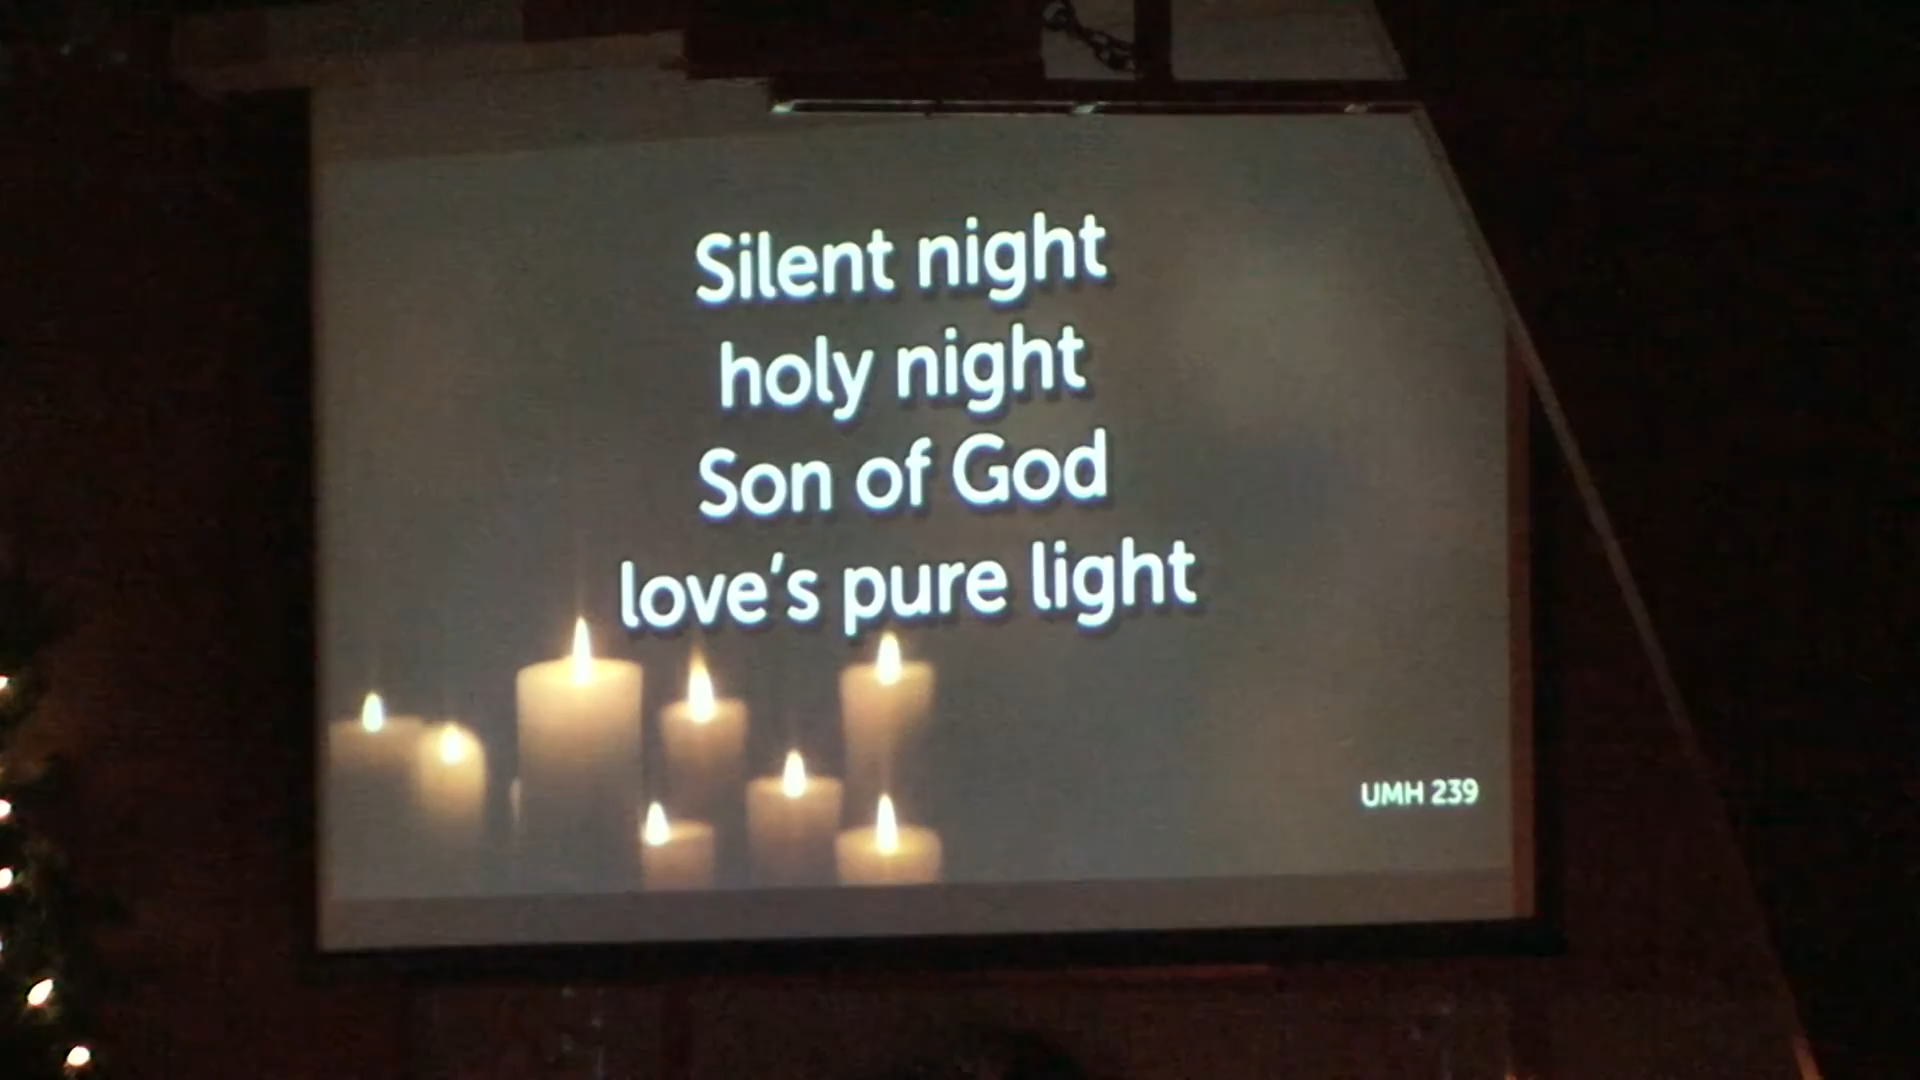 Silent night
holy night
Son of God
love's pure light
UMH 239